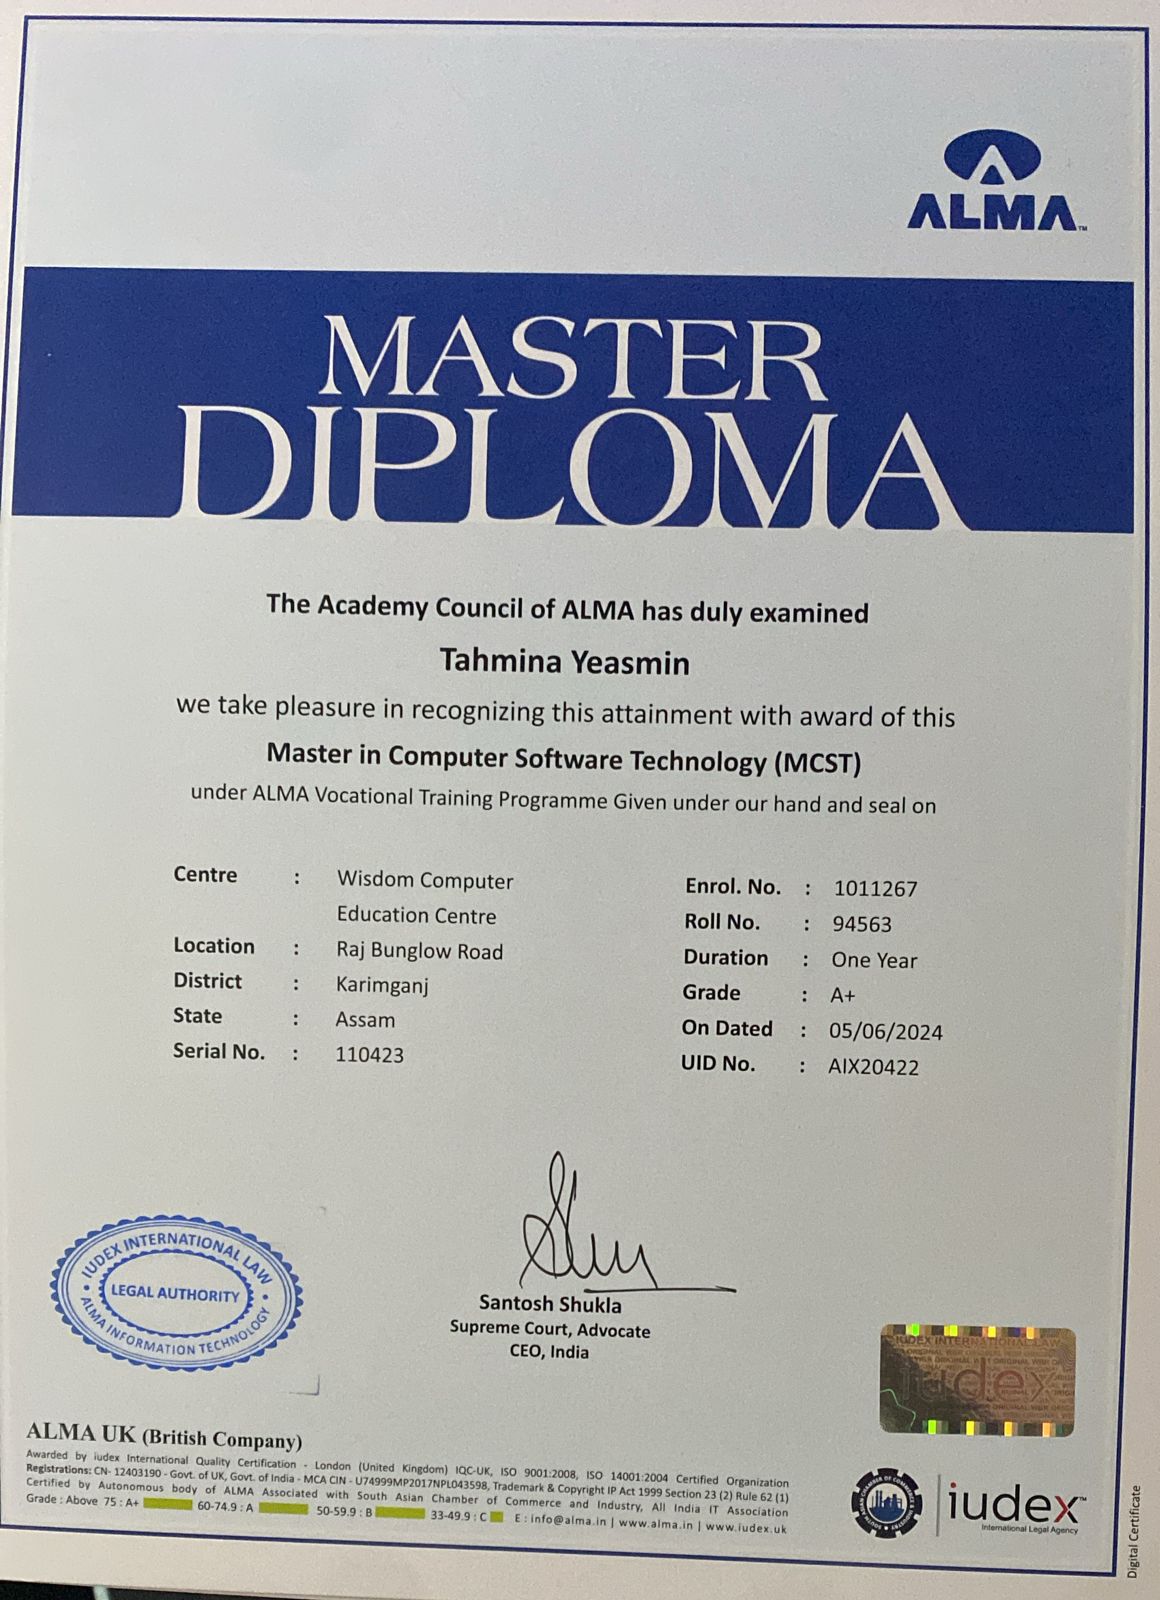 ALMA™
MASTER
DIPLOMA
The Academy Council of ALMA has duly examined
Tahmina Yeasmin
we take pleasure in recognizing this attainment with award of this
Master in Computer Software Technology (MCST)
under ALMA Vocational Training Programme Given under our hand and seal on
Centre : Wisdom Computer
Education Centre
Location : Raj Bunglow Road
District : Karimganj
State : Assam
Serial No. : 110423
Enrol. No. : 1011267
Roll No. : 94563
Duration : One Year
Grade : A+
On Dated : 05/06/2024
UID No. : AIX20422
IUDEX INTERNATIONAL LAW
LEGAL AUTHORITY
ALMA INFORMATION TECHNOLOGY
Santosh Shukla
Supreme Court, Advocate
CEO, India
IUDEX INTERNATIONAL LAW
iudex
ALMA UK (British Company)
Awarded by iudex International Quality Certification - London (United Kingdom) IQC-UK, ISO 9001:2008, ISO 14001:2004 Certified Organization
Registrations: CN- 12403190 - Govt. of UK, Govt. of India - MCA CIN - U74999MP2017NPL043598, Trademark & Copyright IP Act 1999 Section 23 (2) Rule 62 (1)
Certified by Autonomous body of ALMA Associated with South Asian Chamber of Commerce and Industry, All India IT Association
Grade : Above 75 : A+ 60-74.9 : A 50-59.9 : B 33-49.9 : C E : info@alma.in | www.alma.in | www.iudex.uk
iudex™
International Legal Agency
Digital Certificate